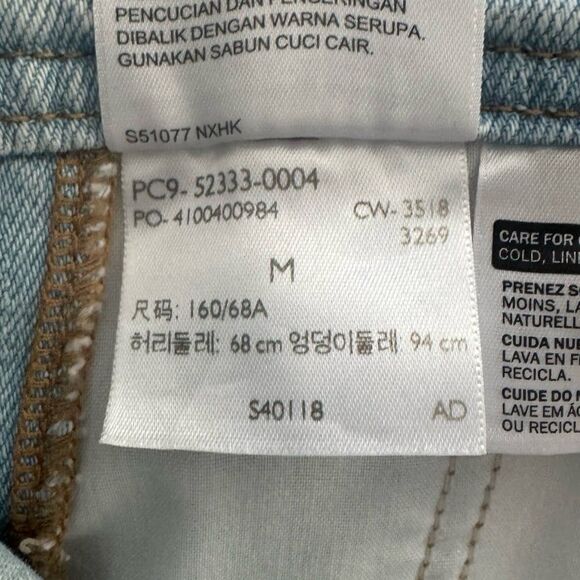 PENCUCIAN DAN PENGERINGAN
DIBALIK DENGAN WARNA SERUPA.
GUNAKAN SABUN CUCI CAIR.
S51077 NXHK
PC9-52333-0004
PO-4100400984
CW-3518
3269
M
尺码: 160/68A
허리둘레: 68 cm 엉덩이둘레 94 cm
S40118 AD
CARE FOR
COLD, LINE
PRENEZ
MOINS, LA
NATURELL
CUIDA NUE
LAVA EN F
RECICLA.
CUIDE DO
LAVE EM ÁG
OU RECICL